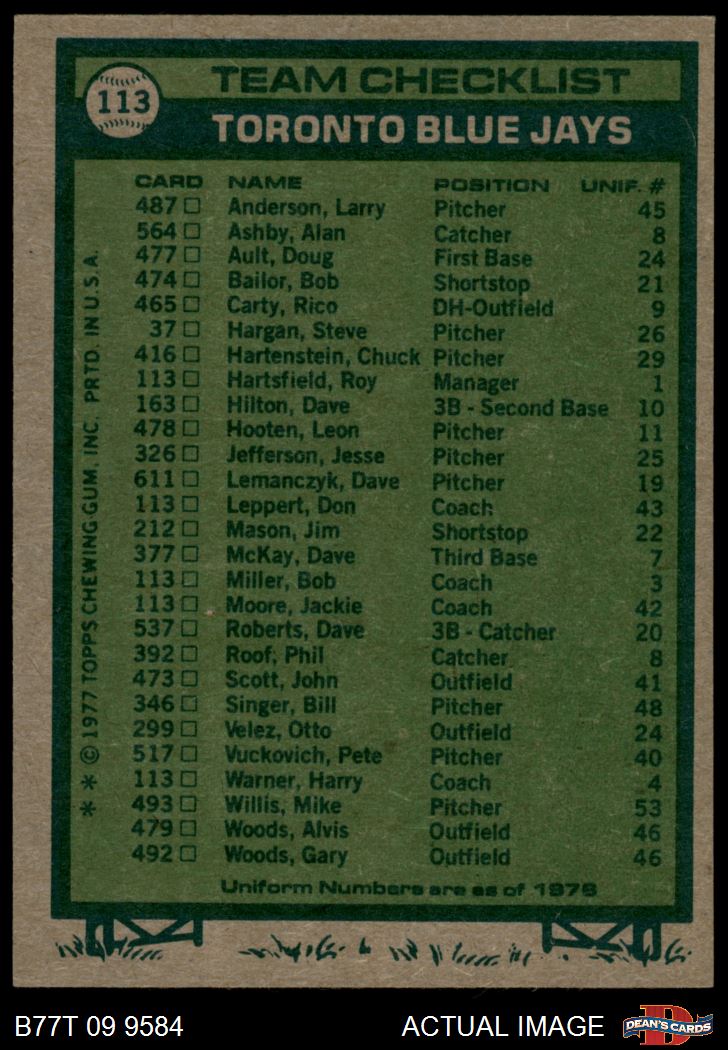 113
TEAM CHECKLIST
TORONTO BLUE JAYS
CARD NAME POSITION UNIF. #
487 Anderson, Larry Pitcher 45
564 Ashby, Alan Catcher 8
477 Ault, Doug First Base 24
474 Bailor, Bob Shortstop 21
465 Carty, Rico DH-Outfield 9
37 Hargan, Steve Pitcher 26
416 Hartenstein, Chuck Pitcher 29
113 Hartsfield, Roy Manager 1
163 Hilton, Dave 3B - Second Base 10
478 Hooten, Leon Pitcher 11
326 Jefferson, Jesse Pitcher 25
611 Lemanczyk, Dave Pitcher 19
113 Leppert, Don Coach 43
212 Mason, Jim Shortstop 22
377 McKay, Dave Third Base 7
113 Miller, Bob Coach 3
113 Moore, Jackie Coach 42
537 Roberts, Dave 3B - Catcher 20
392 Roof, Phil Catcher 8
473 Scott, John Outfield 41
346 Singer, Bill Pitcher 48
299 Velez, Otto Outfield 24
517 Vuckovich, Pete Pitcher 40
113 Warner, Harry Coach 4
493 Willis, Mike Pitcher 53
479 Woods, Alvis Outfield 46
492 Woods, Gary Outfield 46
Uniform Numbers are as of 1976
* * © 1977 TOPPS CHEWING GUM, INC. PRTD. IN U.S.A.
B77T 09 9584 ACTUAL IMAGE
D
DEAN'S CARDS